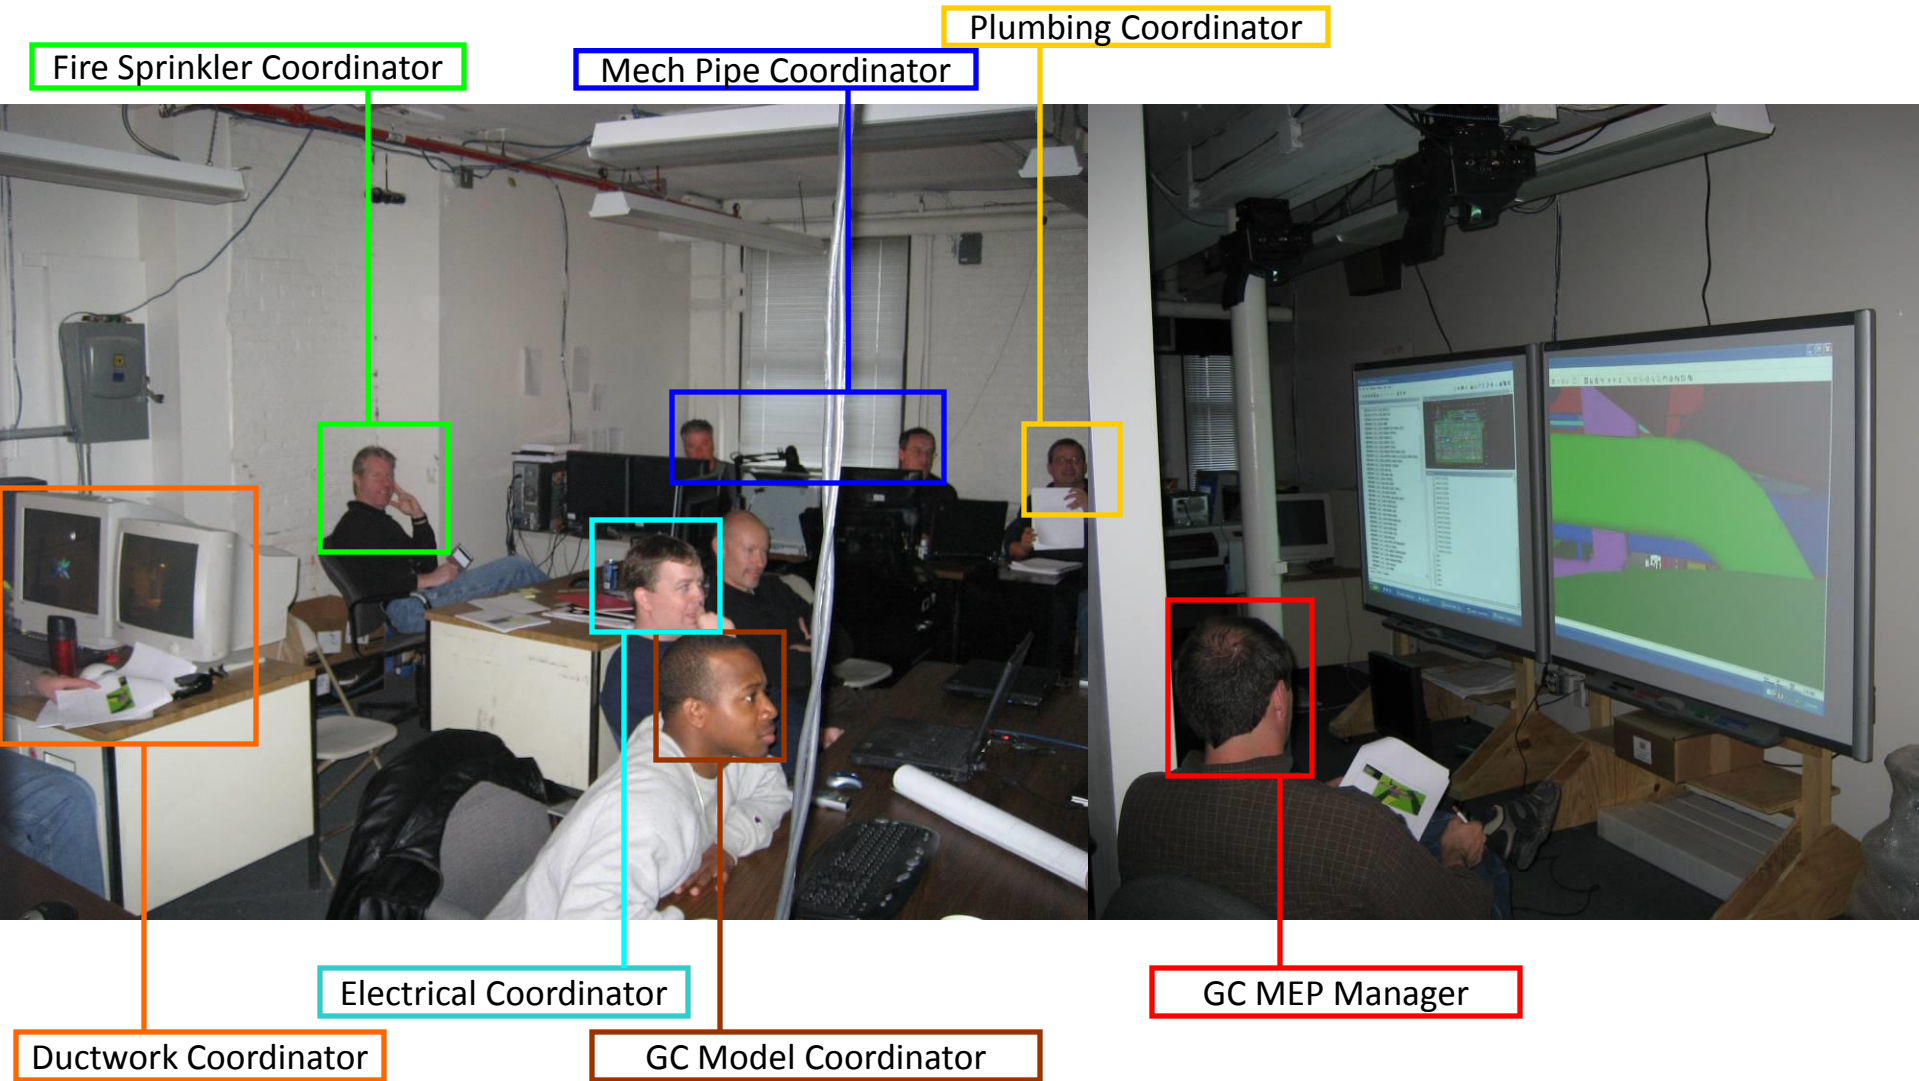 Plumbing Coordinator
Fire Sprinkler Coordinator
Mech Pipe Coordinator
Electrical Coordinator
GC MEP Manager
Ductwork Coordinator
GC Model Coordinator